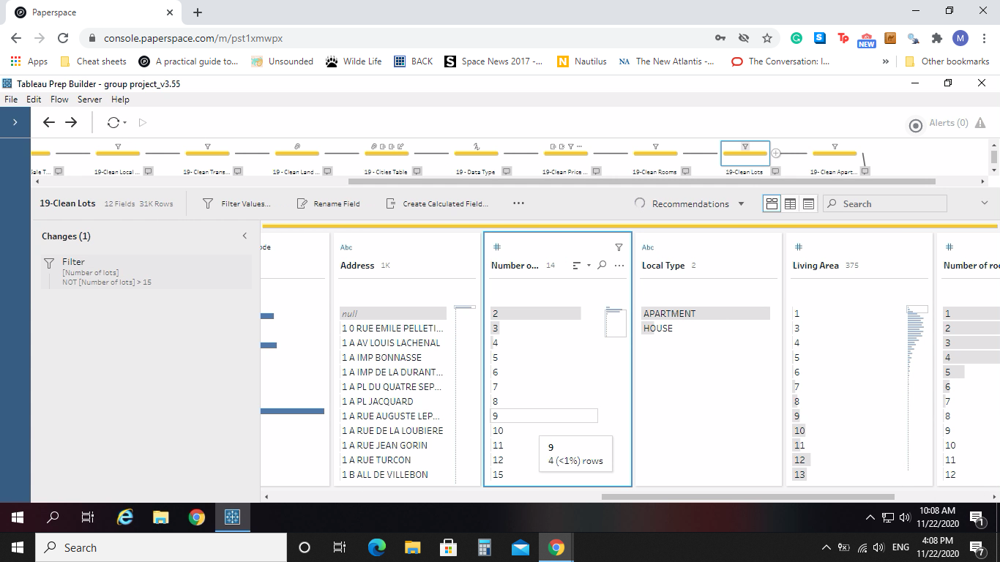 Paperspace
console.paperspace.com/m/pst1xmwpx
M
NEW
Apps Cheat sheets A practical guide to... Unsounded Wilde Life BACK Space News 2017 -... Nautilus NA The New Atlantis -... The Conversation: I... » Other bookmarks
Tableau Prep Builder - group project_v3.55
File Edit Flow Server Help
Alerts (0)
Sale T... 19-Clean Local ... 19- Clean Trans... 19 - Clean Land ... 19 - Cities Table 19 - Data Type 19-Clean Price ... 19-Clean Rooms 19-Clean Lots 19 - Clean Apart...
19-Clean Lots 12 Fields 31K Rows Filter Values... Rename Field Create Calculated Field... Recommendations Search
Changes (1)
Filter
[Number of lots]
NOT [Number of lots] > 15
ode
Abc
Address 1K
null
1 0 RUE EMILE PELLETI...
1 A AV LOUIS LACHENAL
1 A IMP BONNASSE
1 A IMP DE LA DURANT...
1 A PL DU QUATRE SEP...
1 A PL JACQUARD
1 A RUE AUGUSTE LEP...
1 A RUE DE LA LOUBIERE
1 A RUE JEAN GORIN
1 A RUE TURCON
1 B ALL DE VILLEBON
#
Number o... 14
2
3
4
5
6
7
8
9
10
11
12
15
9
4 (<1%) rows
Abc
Local Type 2
APARTMENT
HOUSE
#
Living Area 375
1
3
4
5
6
7
8
9
10
11
12
13
#
Number of roo
1
2
3
4
5
6
7
8
9
10
11
12
10:08 AM
11/22/2020
1
Search
ENG
4:08 PM
11/22/2020
7